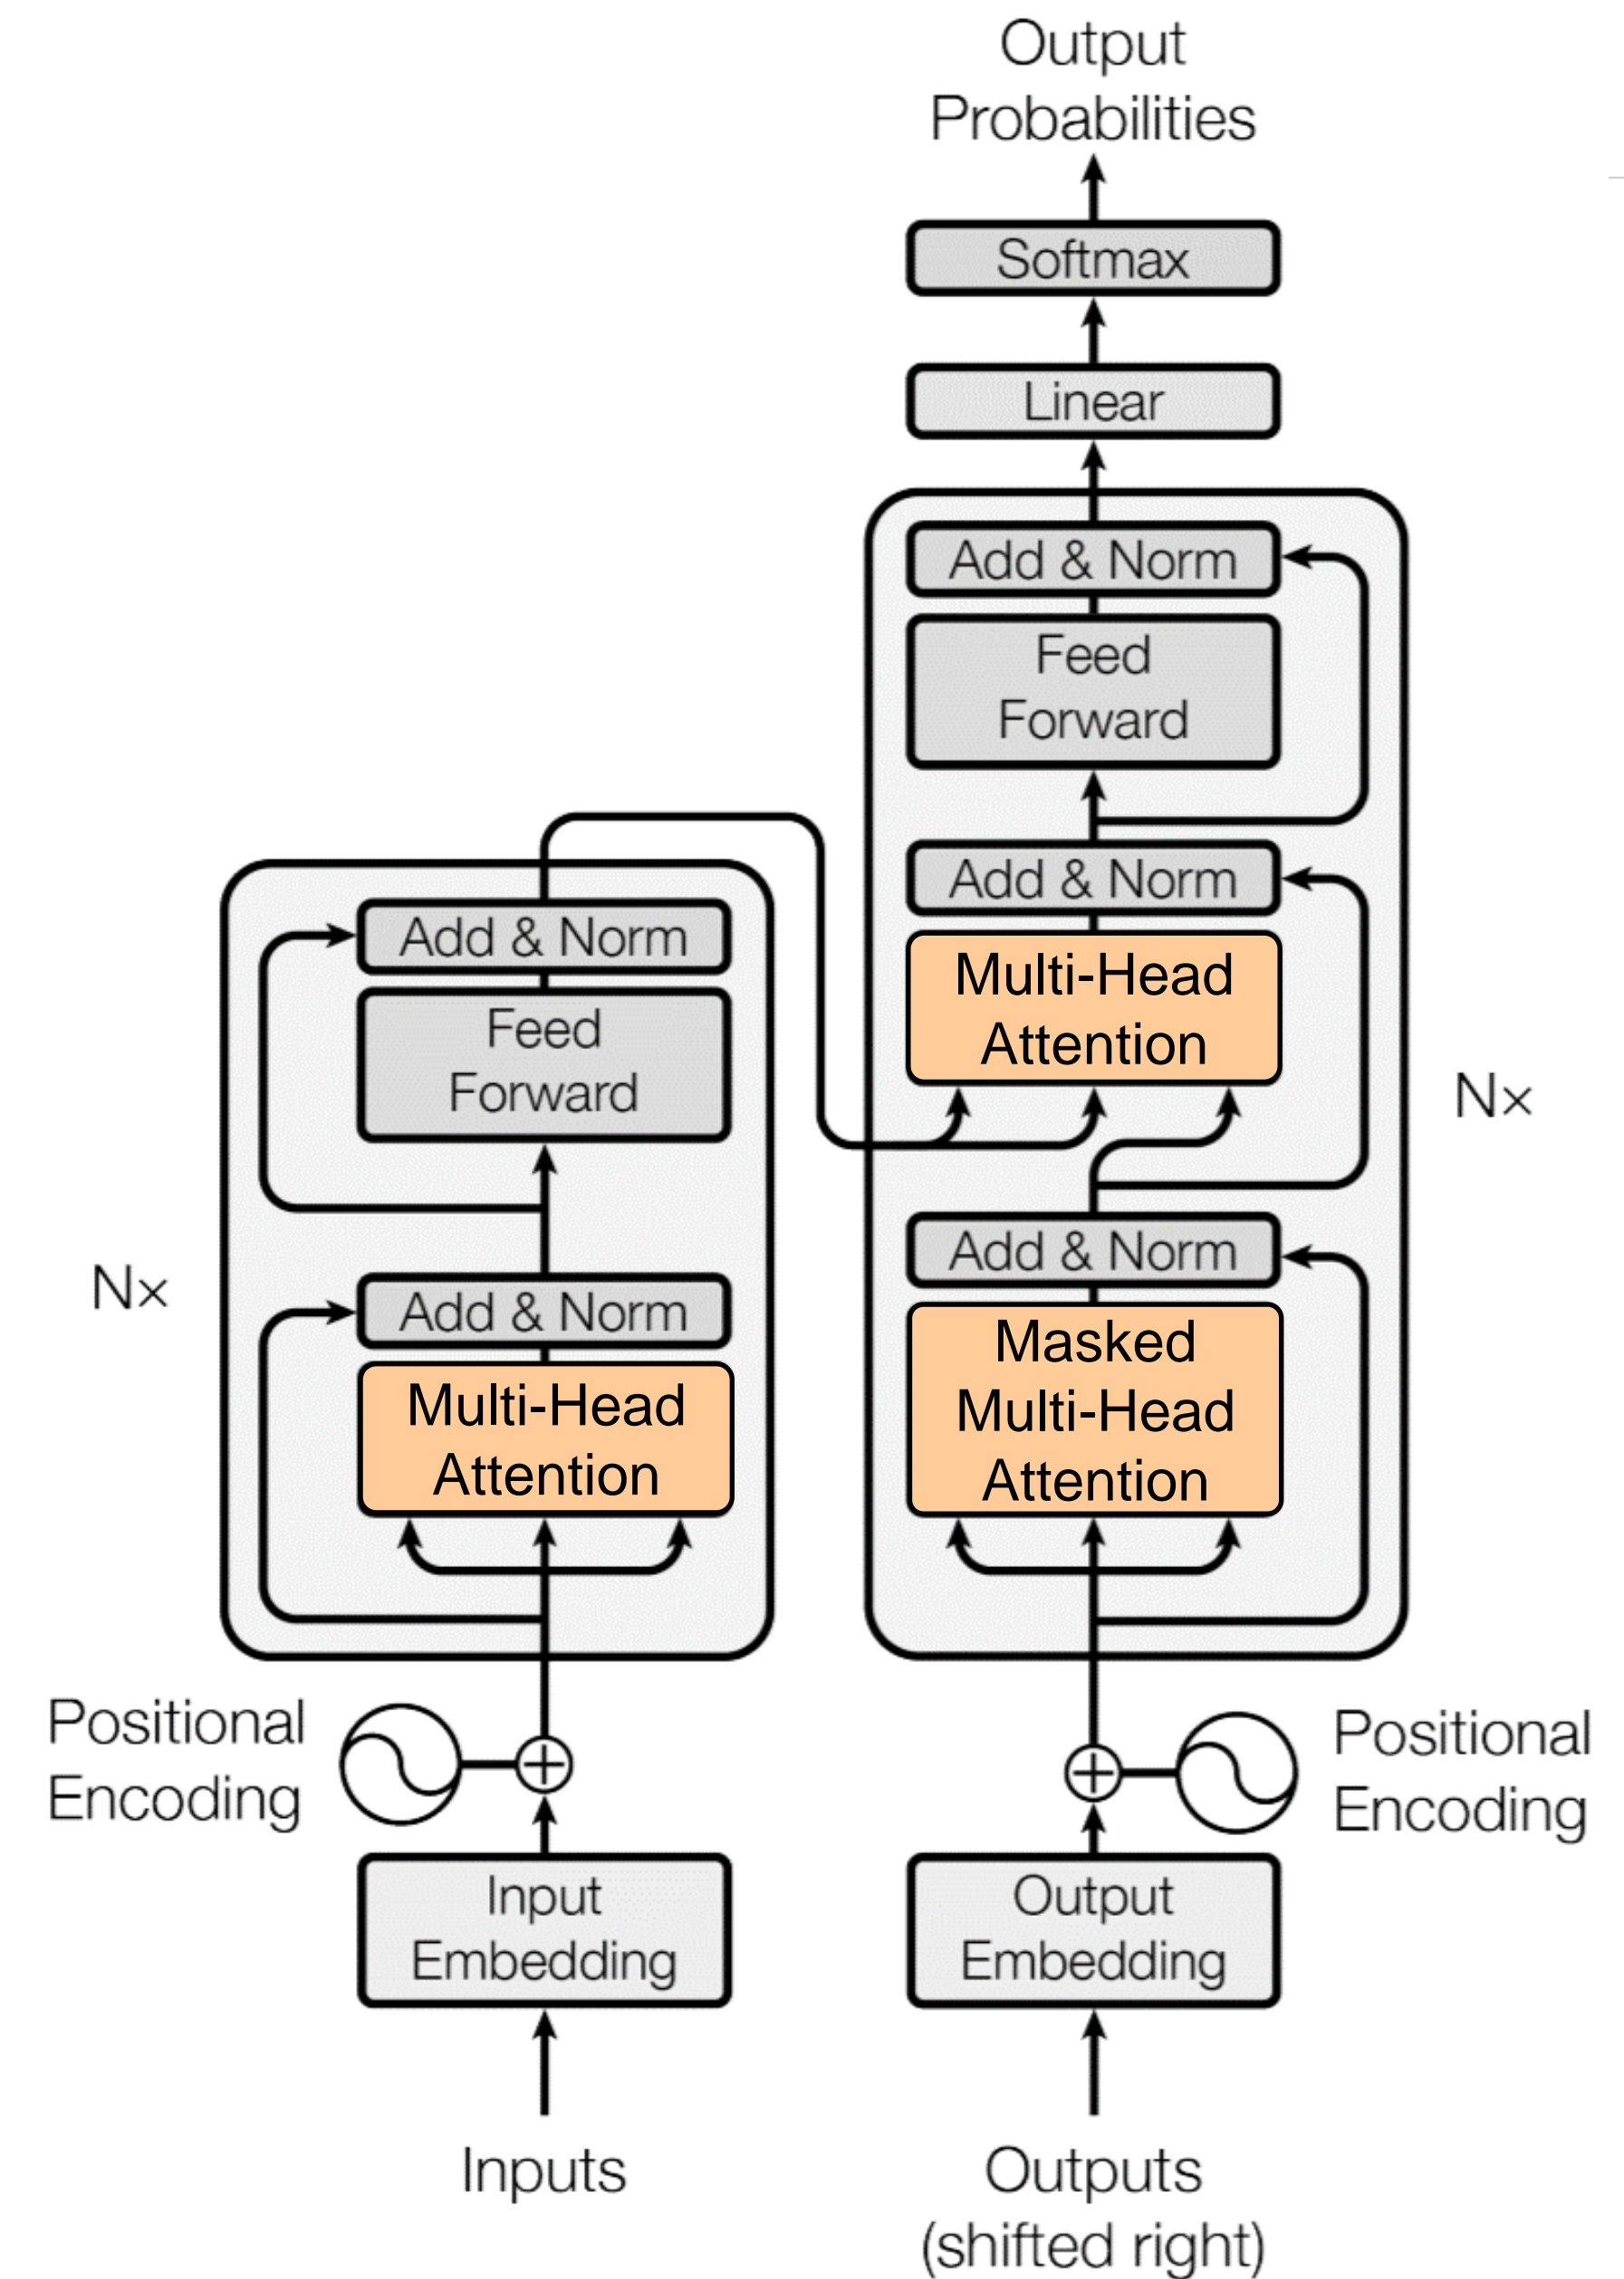 Output
Probabilities
Softmax
Linear
Add & Norm
Feed
Forward
Add & Norm
Multi-Head
Attention
N×
Add & Norm
Masked
Multi-Head
Attention
Add & Norm
Feed
Forward
N×
Add & Norm
Multi-Head
Attention
Positional
Encoding
Positional
Encoding
Input
Embedding
Output
Embedding
Inputs
Outputs
(shifted right)